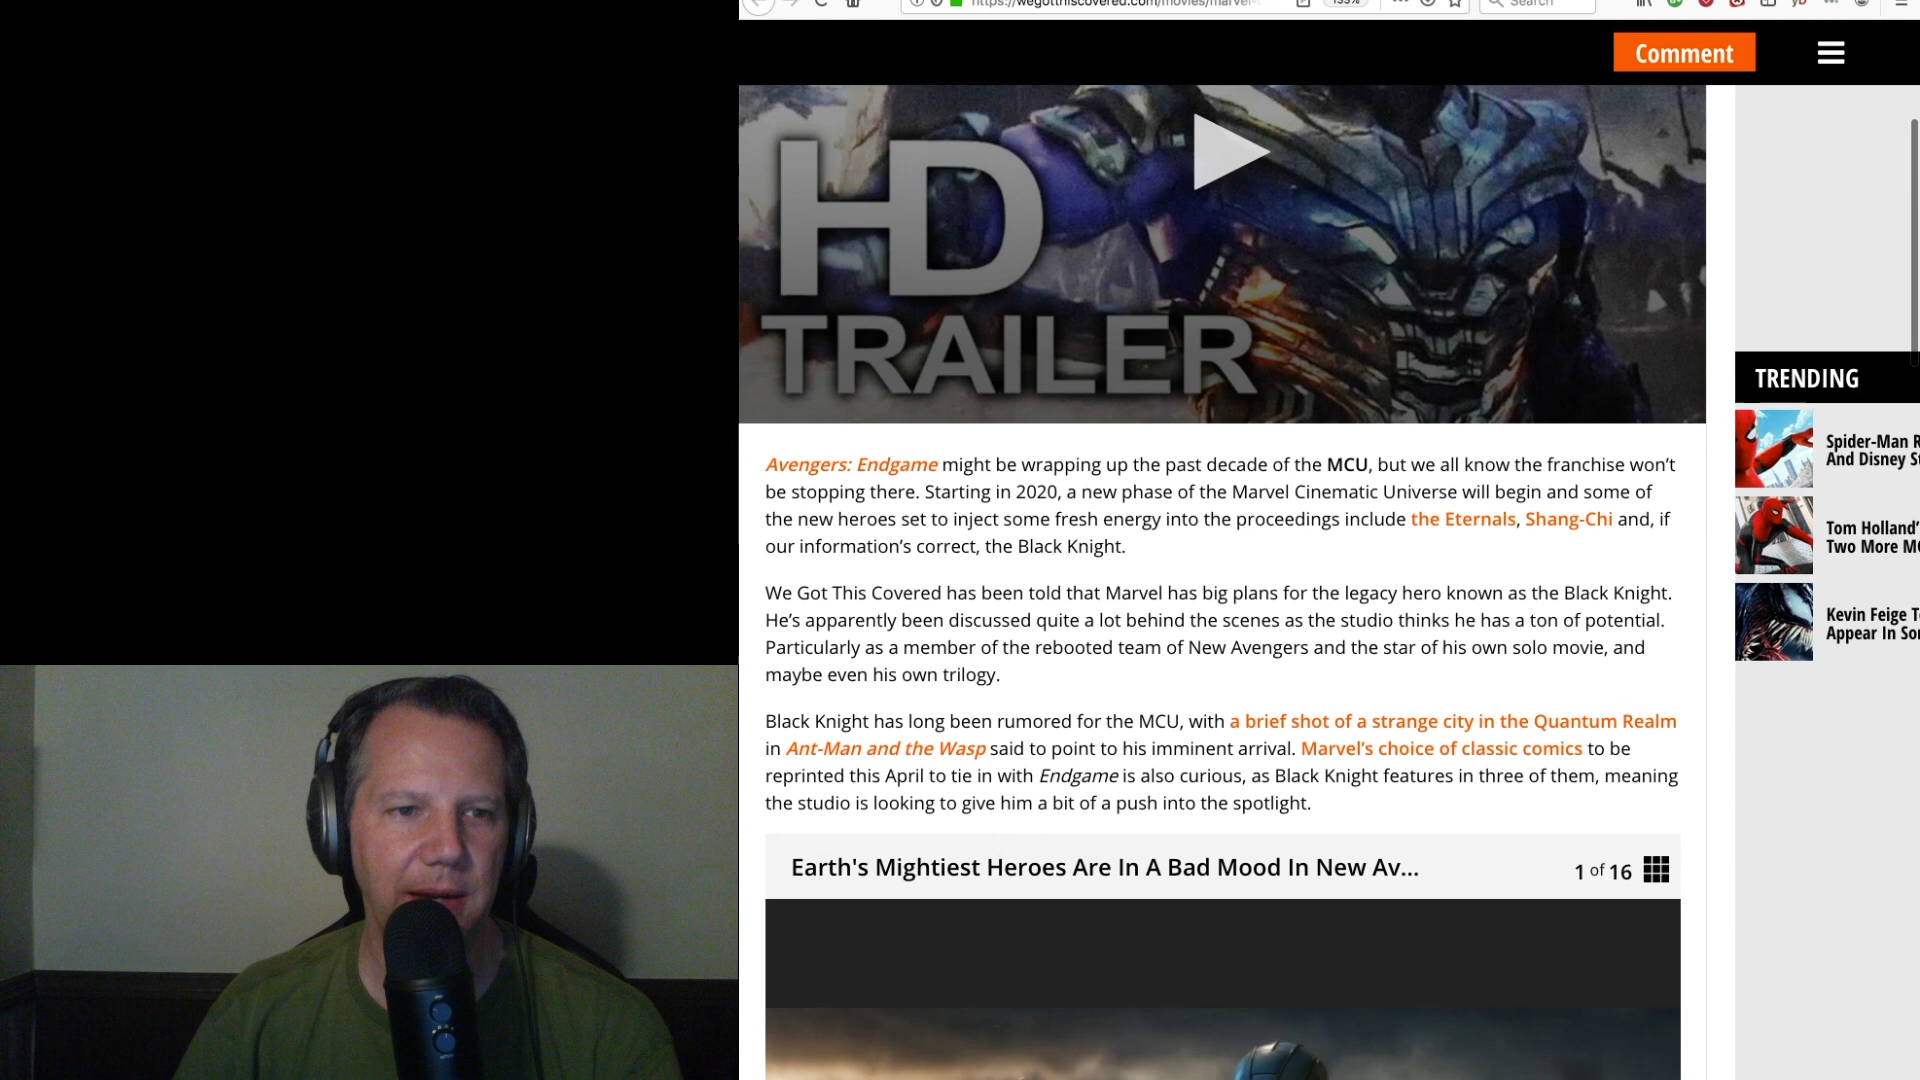 https://wegotthiscovered.com/movies/marvel-
133%
Search
Comment
HD
TRAILER
TRENDING
Spider-Man R
And Disney St
Tom Holland'
Two More M
Kevin Feige T
Appear In So
Avengers: Endgame might be wrapping up the past decade of the MCU, but we all know the franchise won't
be stopping there. Starting in 2020, a new phase of the Marvel Cinematic Universe will begin and some of
the new heroes set to inject some fresh energy into the proceedings include the Eternals, Shang-Chi and, if
our information's correct, the Black Knight.
We Got This Covered has been told that Marvel has big plans for the legacy hero known as the Black Knight.
He's apparently been discussed quite a lot behind the scenes as the studio thinks he has a ton of potential.
Particularly as a member of the rebooted team of New Avengers and the star of his own solo movie, and
maybe even his own trilogy.
Black Knight has long been rumored for the MCU, with a brief shot of a strange city in the Quantum Realm
in Ant-Man and the Wasp said to point to his imminent arrival. Marvel's choice of classic comics to be
reprinted this April to tie in with Endgame is also curious, as Black Knight features in three of them, meaning
the studio is looking to give him a bit of a push into the spotlight.
Earth's Mightiest Heroes Are In A Bad Mood In New Av...
1 of 16